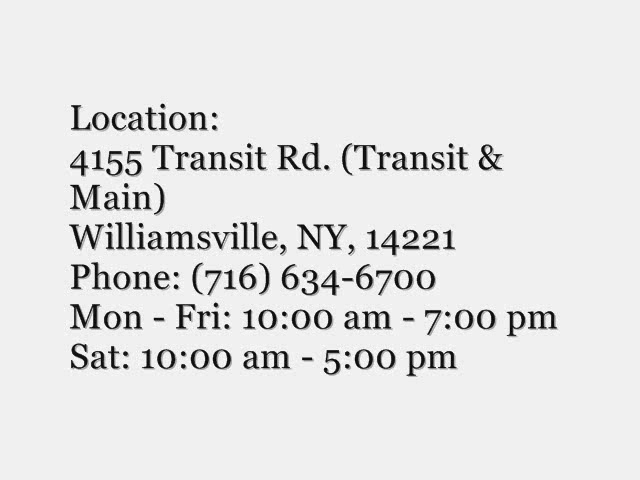 Location:
4155 Transit Rd. (Transit &
Main)
Williamsville, NY, 14221
Phone: (716) 634-6700
Mon - Fri: 10:00 am - 7:00 pm
Sat: 10:00 am - 5:00 pm